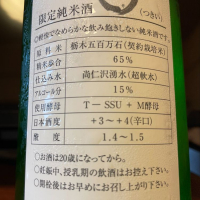 限定純米酒
(つきい)
◎軽快でなめらかな飲み飽きしない純米酒です。
原料米 栃木五百万石(契約栽培米)
精米歩合 65%
仕込み水 尚仁沢湧水(超軟水)
アルコール分 15%
使用酵母 T-SSU+M酵母
日本酒度 +3~+4(辛口)
酸度 1.4~1.5
○お酒は20歳になってから。
○妊娠中、授乳期の飲酒はお控え下さい。
○開栓後はお早めにお召し上がり下さい。